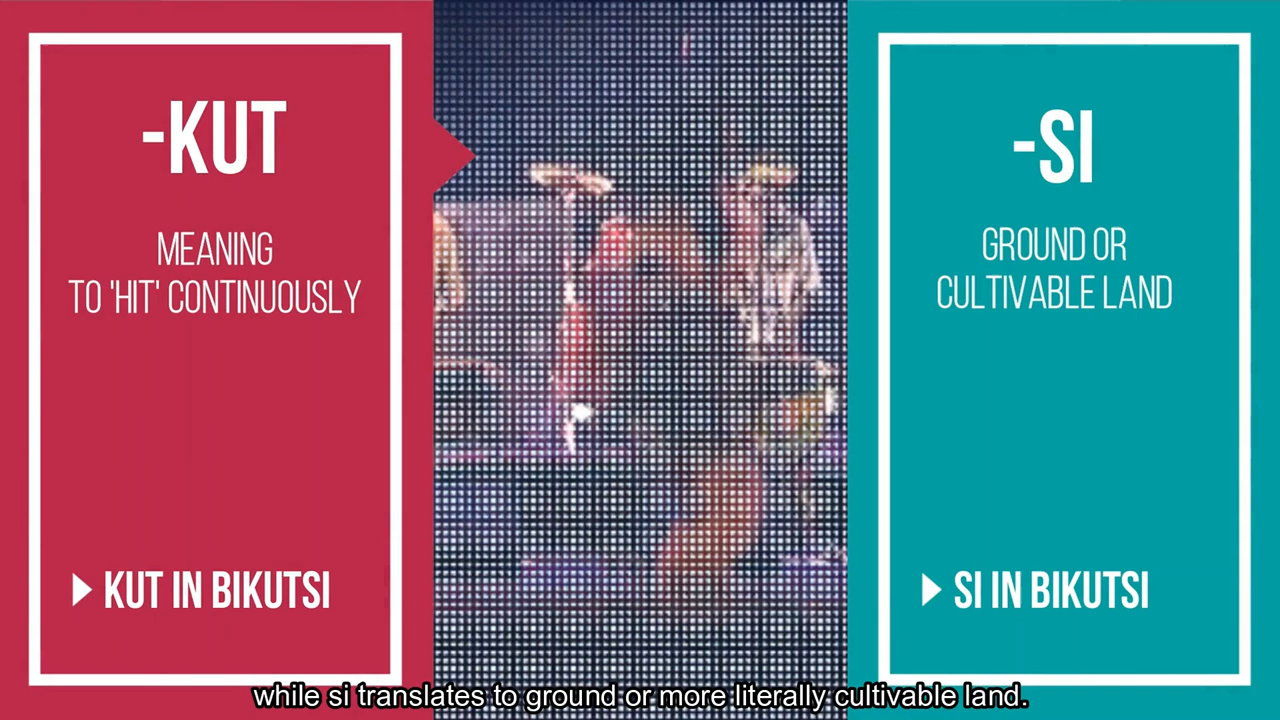 -KUT
MEANING
TO 'HIT' CONTINUOUSLY
KUT IN BIKUTSI
-SI
GROUND OR
CULTIVABLE LAND
SI IN BIKUTSI
while si translates to ground or more literally cultivable land.